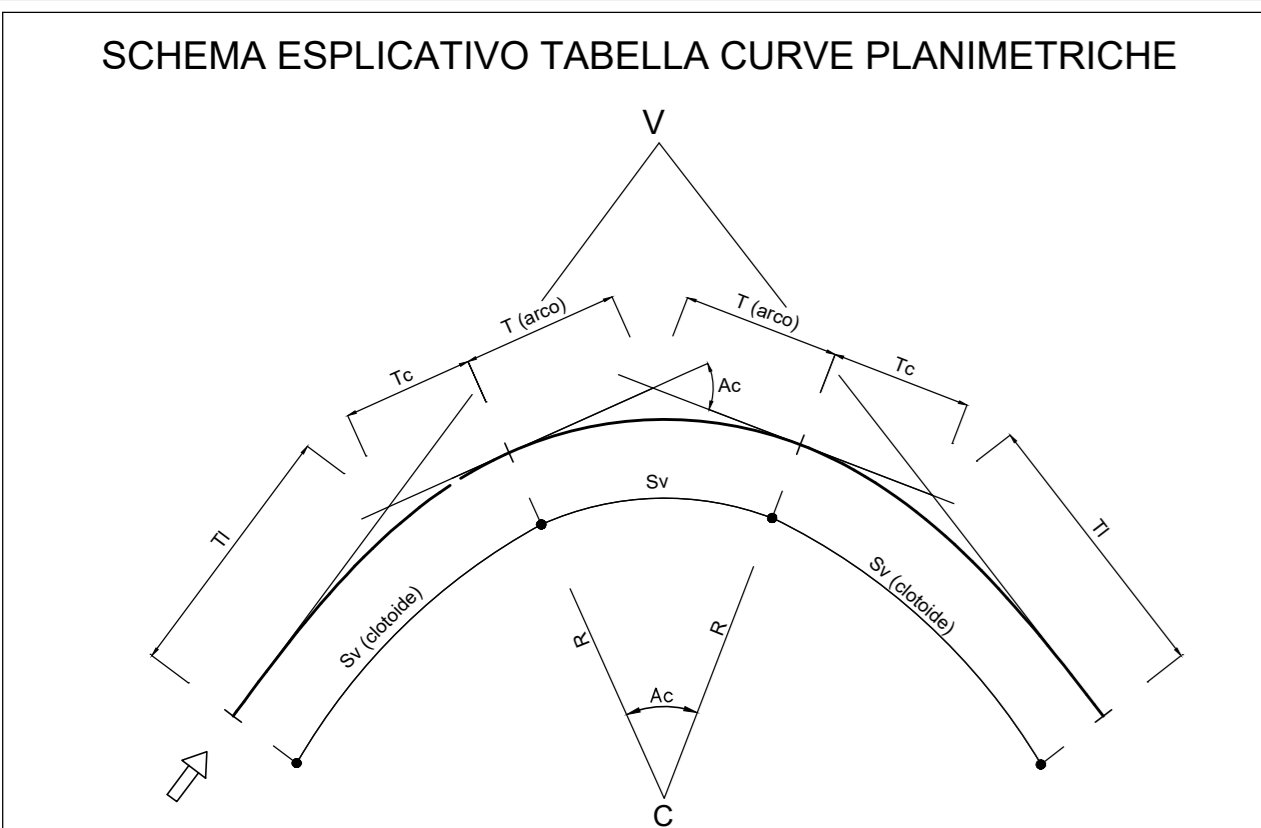 SCHEMA ESPLICATIVO TABELLA CURVE PLANIMETRICHE
V
T (arco)
T (arco)
Tc
Tc
Ac
Tl
Tl
Sv
Sv (clotoide)
Sv (clotoide)
R
R
Ac
C